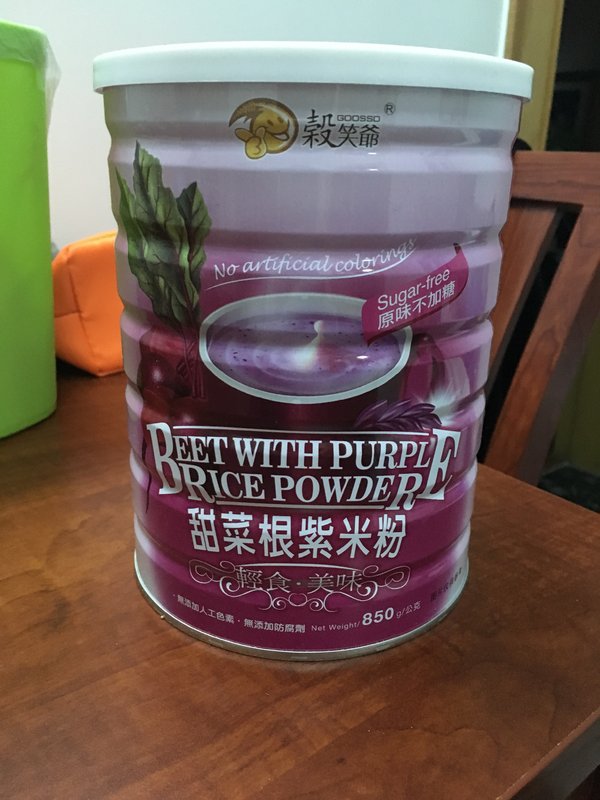 GOOSSO
穀笑爺®
No artificial colorings
Sugar-free
原味不加糖
BEET WITH PURPLE
RICE POWDER
甜菜根紫米粉
輕食·美味
·無添加人工色素·無添加防腐劑 Net Weight/850g/公克